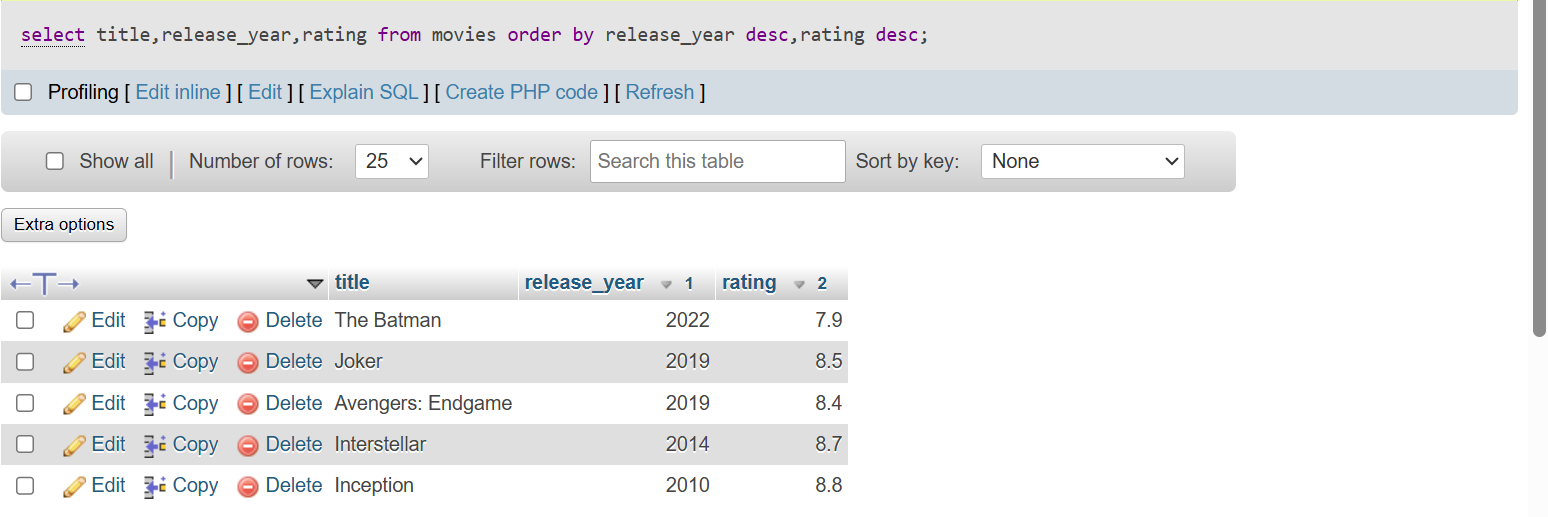 select title,release_year,rating from movies order by release_year desc,rating desc;
Profiling [ Edit inline ] [ Edit ] [ Explain SQL ] [ Create PHP code ] [ Refresh ]
Show all Number of rows: 25 Filter rows: Search this table Sort by key: None
Extra options
title release_year 1 rating 2
Edit Copy Delete The Batman 2022 7.9
Edit Copy Delete Joker 2019 8.5
Edit Copy Delete Avengers: Endgame 2019 8.4
Edit Copy Delete Interstellar 2014 8.7
Edit Copy Delete Inception 2010 8.8